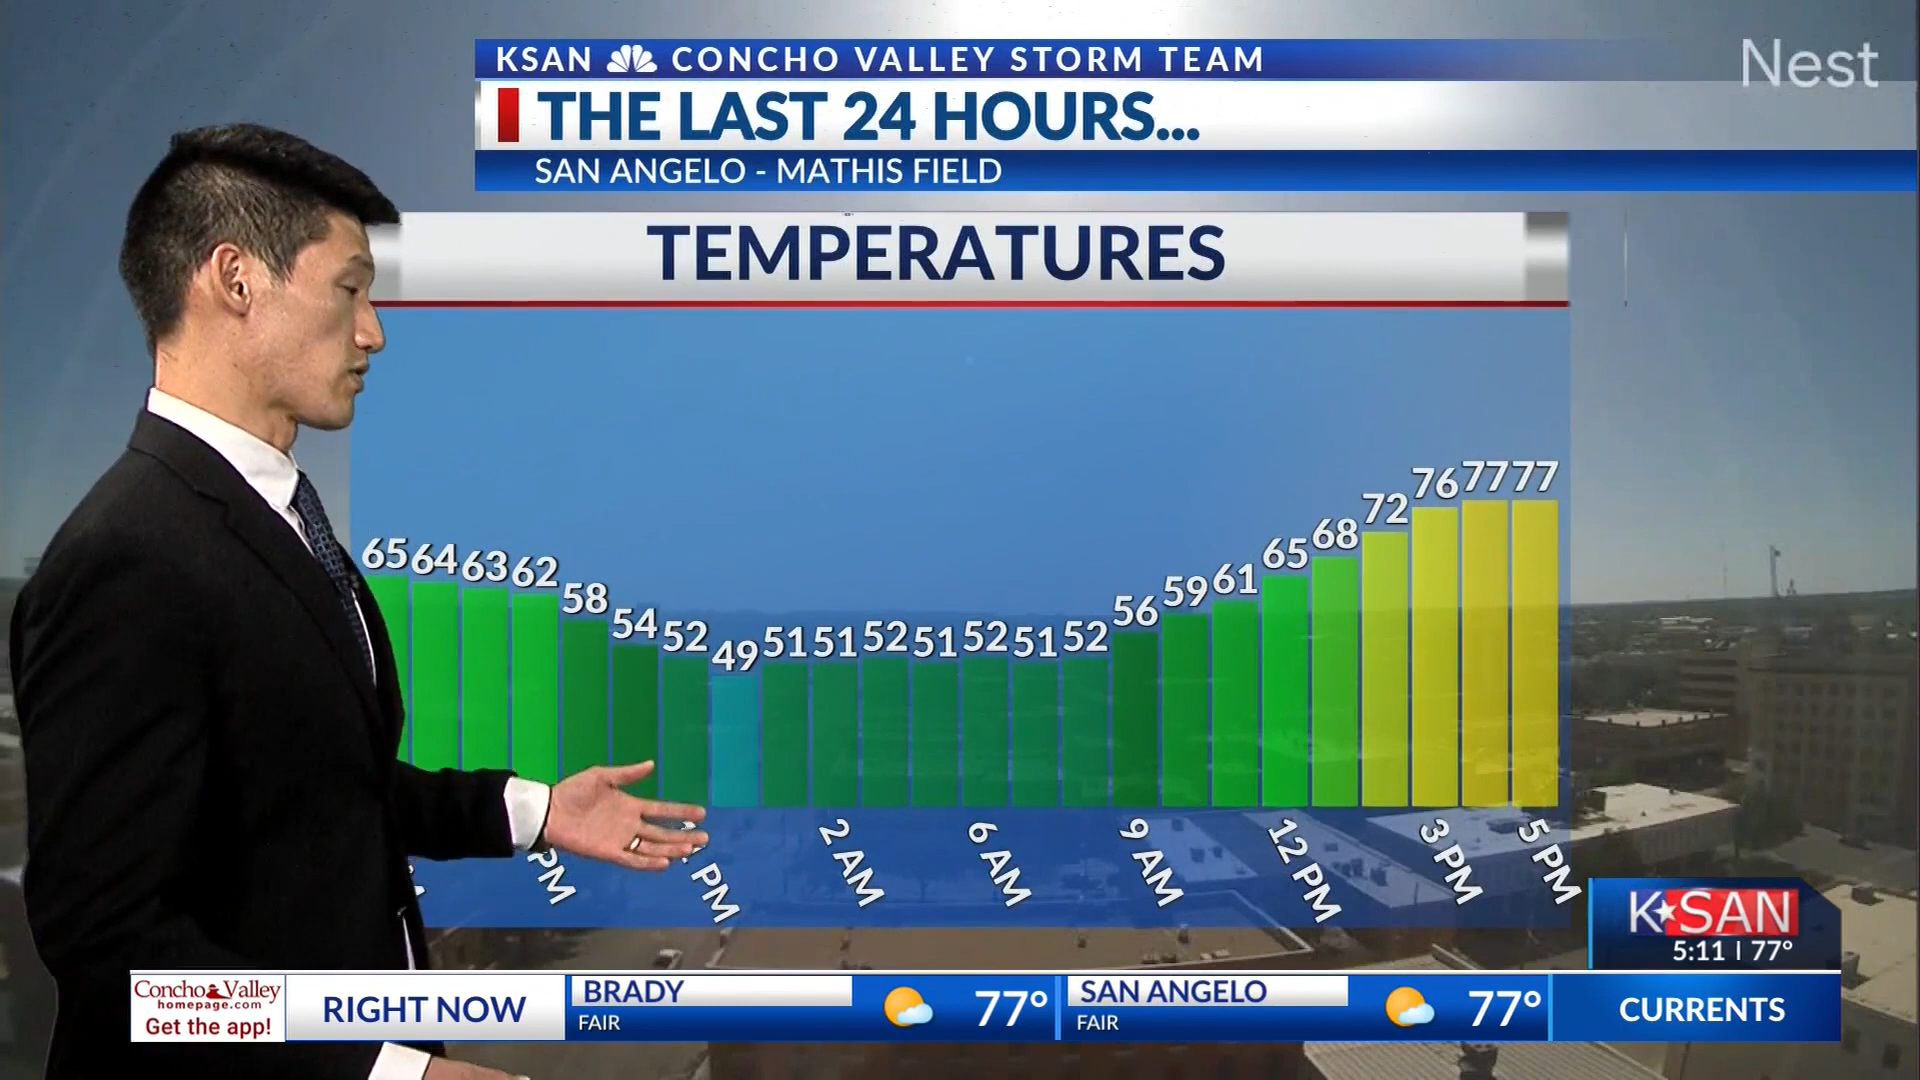 KSAN CONCHO VALLEY STORM TEAM
Nest
THE LAST 24 HOURS...
SAN ANGELO - MATHIS FIELD
TEMPERATURES
65 64 63 62 58 54 52 49 51 51 52 51 52 51 52 56 59 61 65 68 72 76 77 77
PM PM 2 AM 6 AM 9 AM 12 PM 3 PM 5 PM
KSAN
5:11 | 77°
Concho Valley
homepage.com
Get the app!
RIGHT NOW
BRADY
FAIR
77°
SAN ANGELO
FAIR
77°
CURRENTS